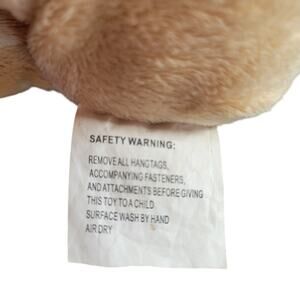 SAFETY WARNING:
REMOVE ALL HANGTAGS,
ACCOMPANYING FASTENERS,
AND ATTACHMENTS BEFORE GIVING
THIS TOY TO A CHILD
SURFACE WASH BY HAND
AIR DRY